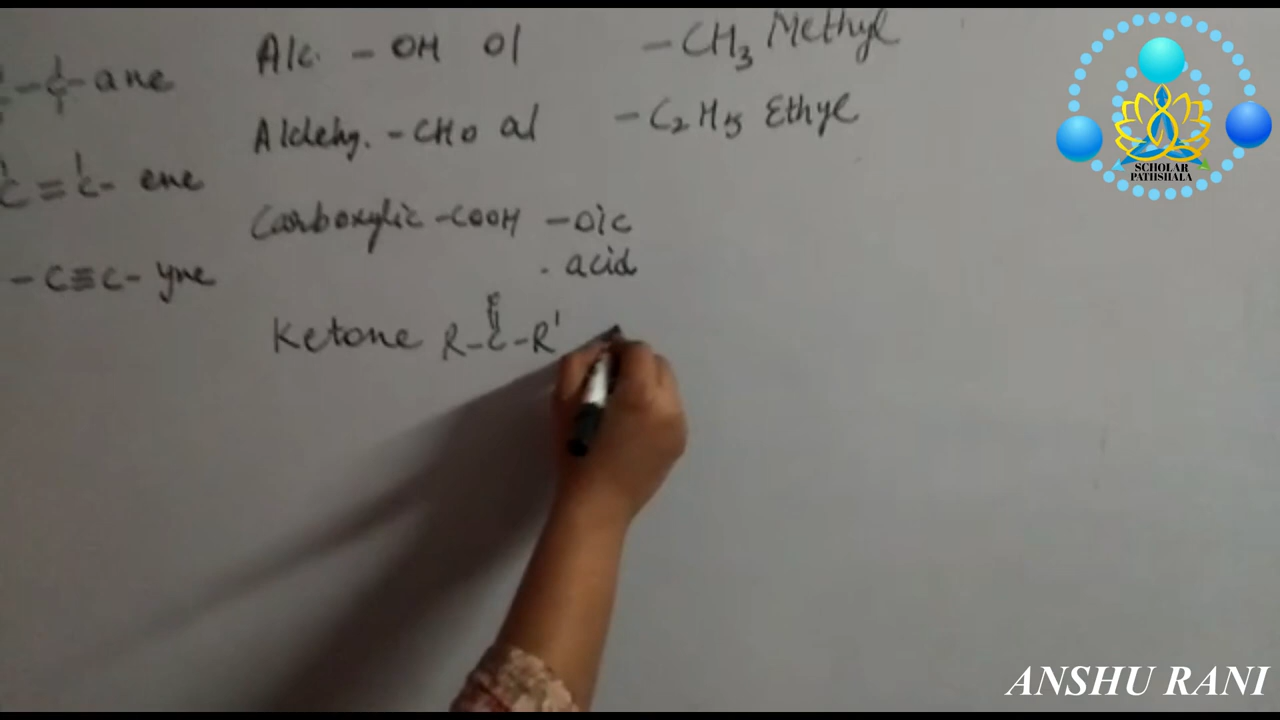 -C-C- ane
C=C- ene
-C≡C- yne
Alc. - OH ol
Aldehy. - CHO al
Carboxylic -COOH -oic
. acid
Ketone R-C-R'
-CH3 Methyl
-C2H5 Ethyl
SCHOLAR
PATHSHALA
ANSHU RANI